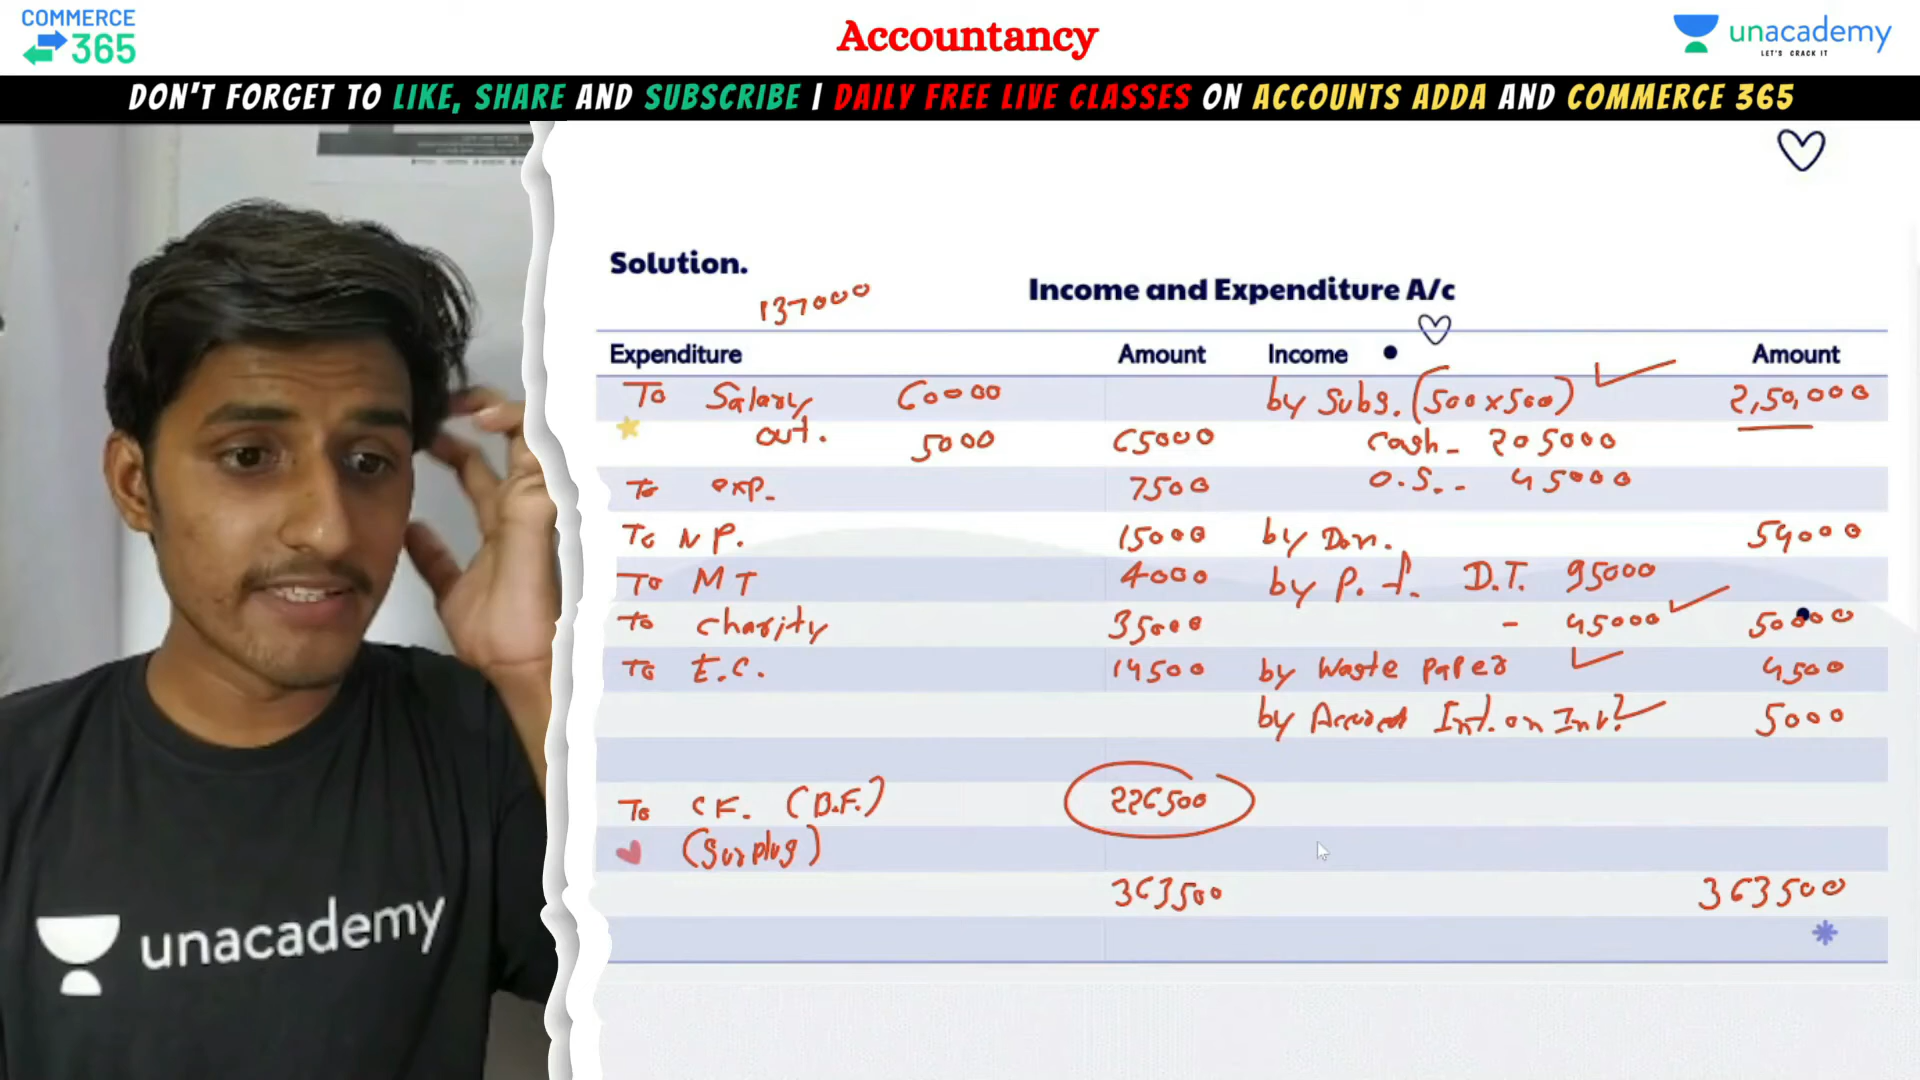 COMMERCE
365
Accountancy
unacademy
LET'S CRACK IT
DON'T FORGET TO LIKE, SHARE AND SUBSCRIBE | DAILY FREE LIVE CLASSES ON ACCOUNTS ADDA AND COMMERCE 365
Solution.
137000
Income and Expenditure A/c
Expenditure Amount Income Amount
To Salary 60000 by Subs. (500x500) 2,50,000
out. 5000 65000 Cash - 205000
To exp. 7500 O.S. - 45000
To N P. 15000 by Don. 54000
To M T 4000 by P. f. D.T. 95000
To Charity 35000 - 45000 50000
To E.C. 14500 by Waste paper 4500
by Accrued Int. on Inv. 5000
To C F. (B.F.) 226500
(Surplus)
363500 363500
unacademy